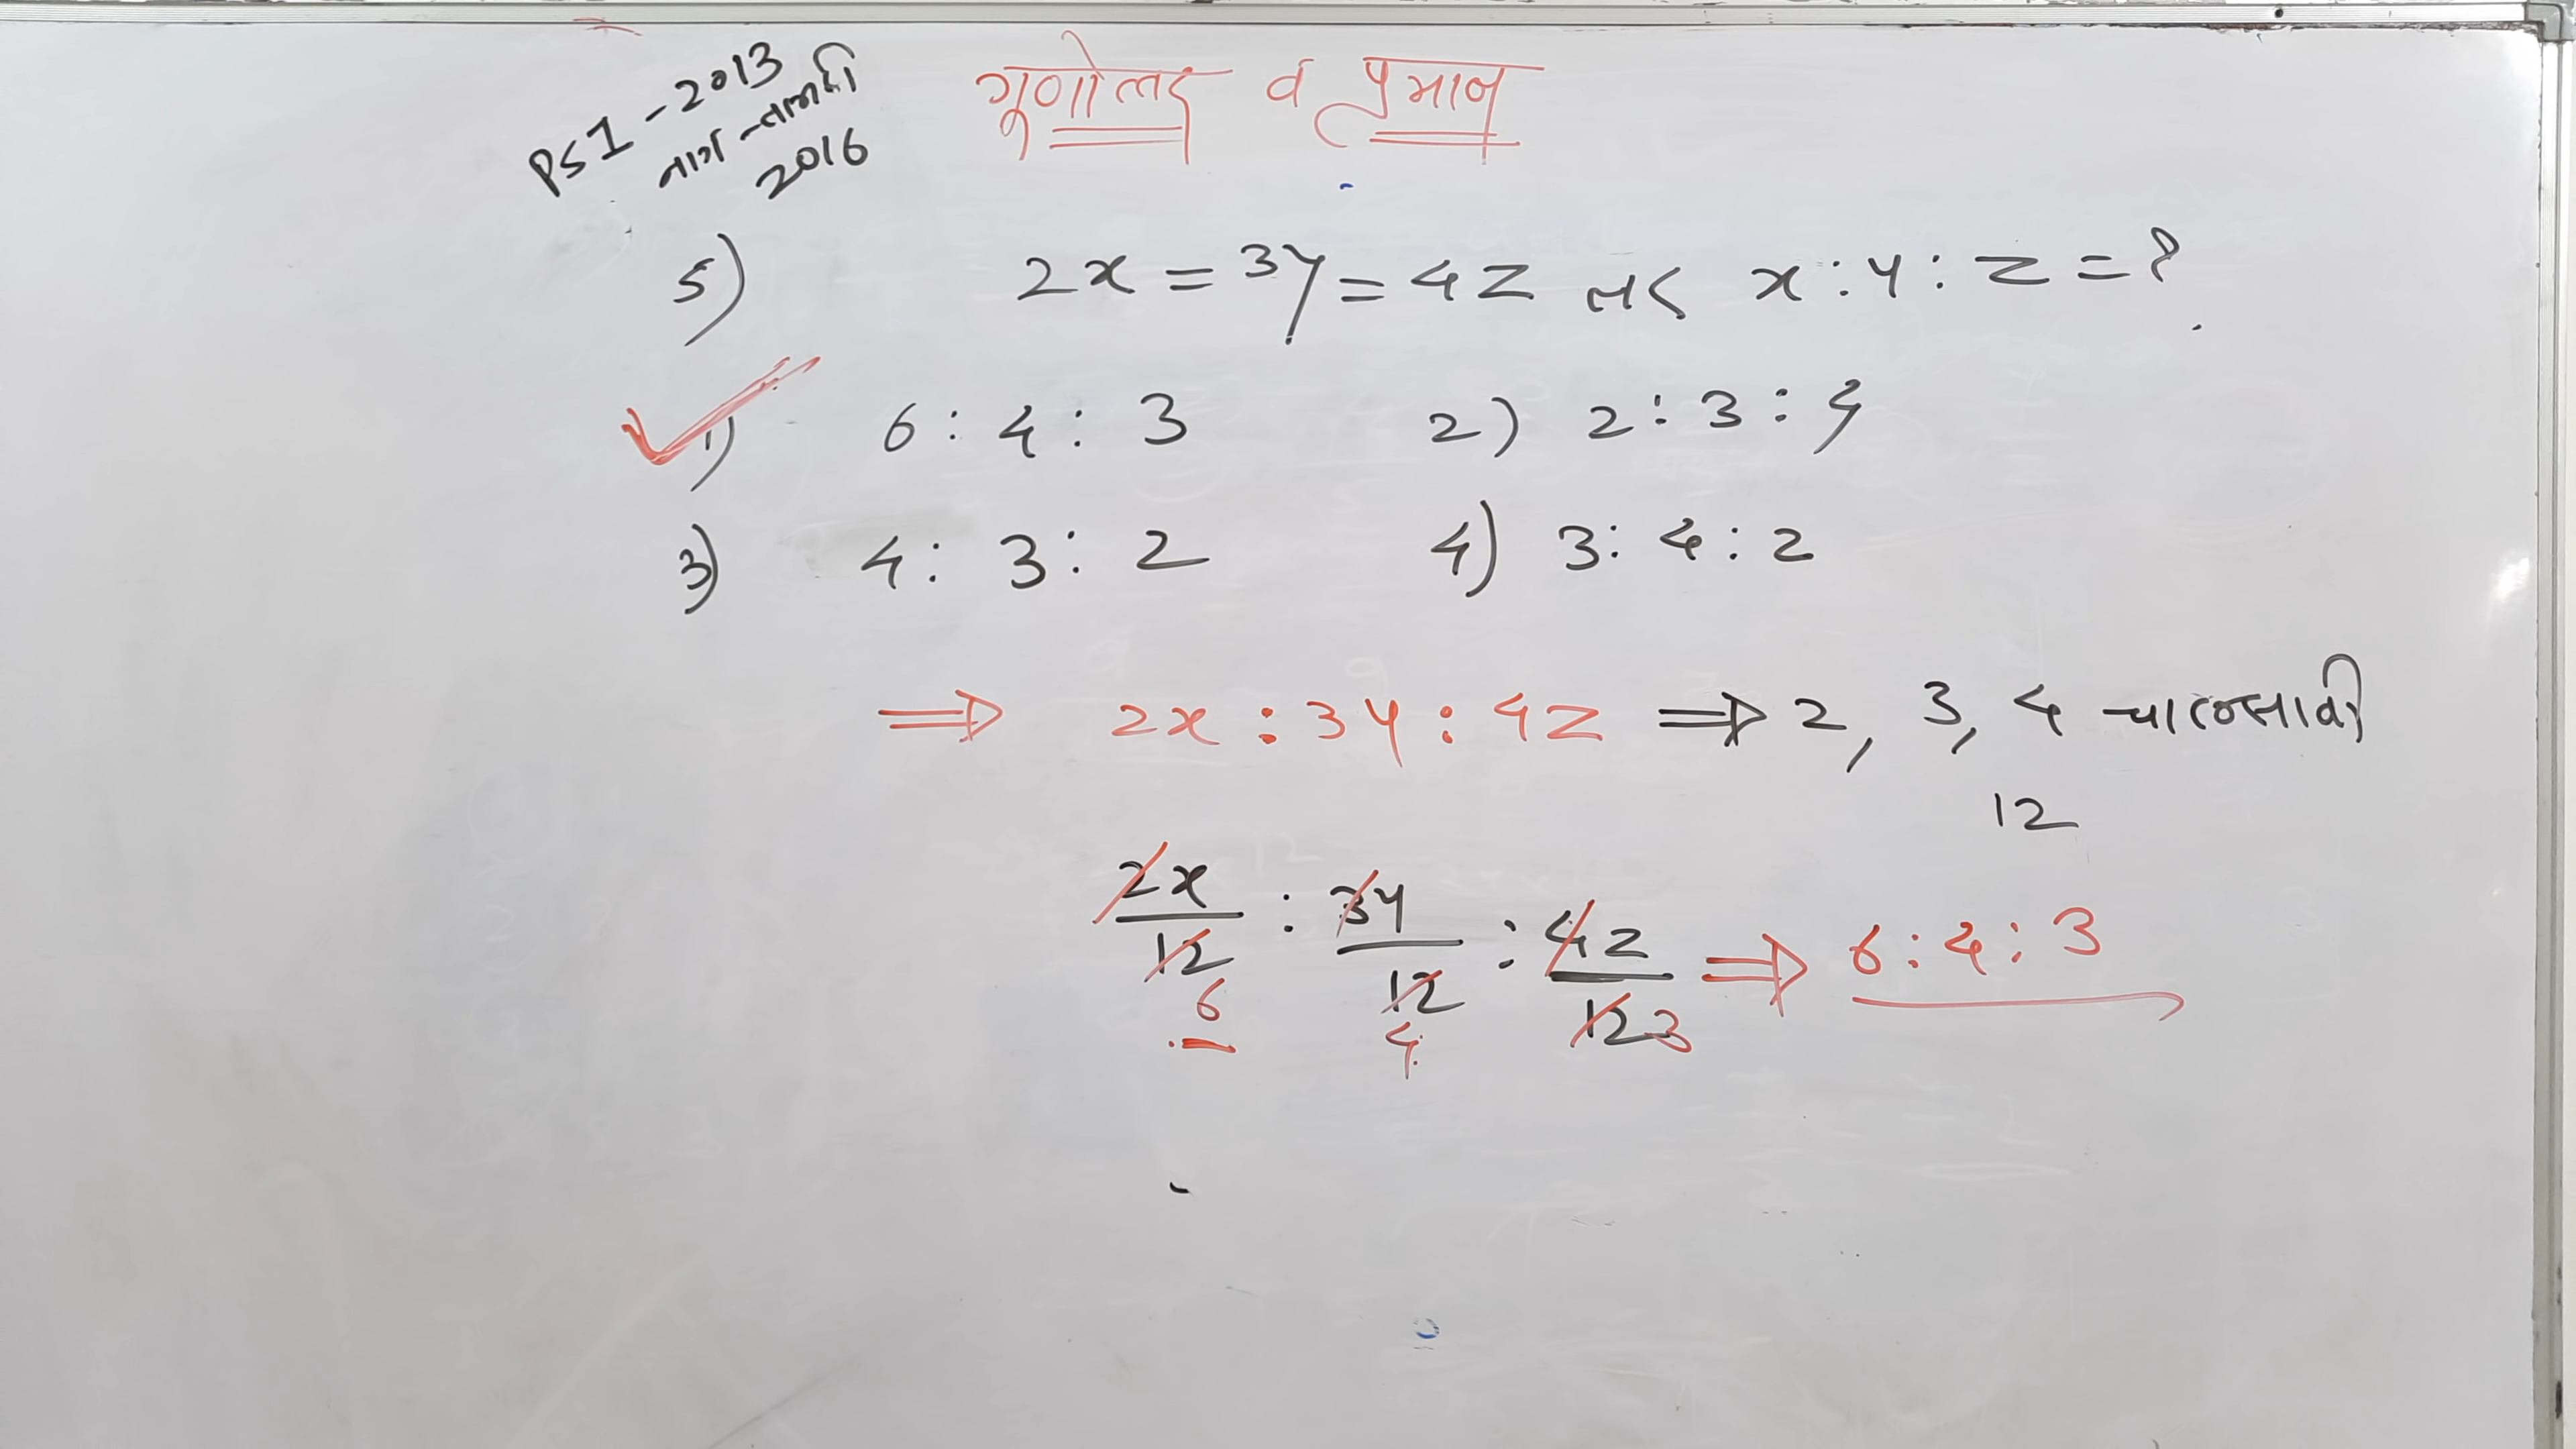 PSI - 2013
2016
गुणोत्तर व प्रमाण
5) 2x = 3y = 4z तर x : y : z = ?
1) 6 : 4 : 3 2) 2 : 3 : 4
3) 4 : 3 : 2 4) 3 : 4 : 2
⇒ 2x : 3y : 4z ⇒ 2, 3, 4 चा लसावी
12
2x/12 : 3y/12 : 4z/12 ⇒ 6 : 4 : 3
6 4 3